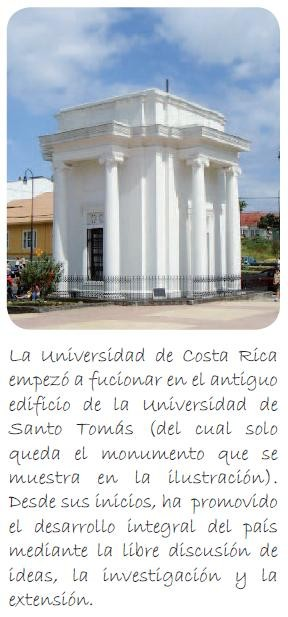 La Universidad de Costa Rica
empezó a fucionar en el antiguo
edificio de la Universidad de
Santo Tomás (del cual solo
queda el monumento que se
muestra en la ilustración).
Desde sus inicios, ha promovido
el desarrollo integral del país
mediante la libre discusión de
ideas, la investigación y la
extensión.